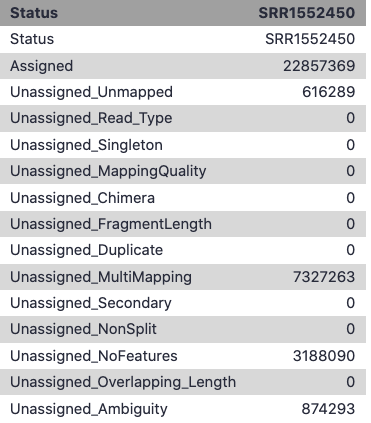 Status SRR1552450
Status SRR1552450
Assigned 22857369
Unassigned_Unmapped 616289
Unassigned_Read_Type 0
Unassigned_Singleton 0
Unassigned_MappingQuality 0
Unassigned_Chimera 0
Unassigned_FragmentLength 0
Unassigned_Duplicate 0
Unassigned_MultiMapping 7327263
Unassigned_Secondary 0
Unassigned_NonSplit 0
Unassigned_NoFeatures 3188090
Unassigned_Overlapping_Length 0
Unassigned_Ambiguity 874293